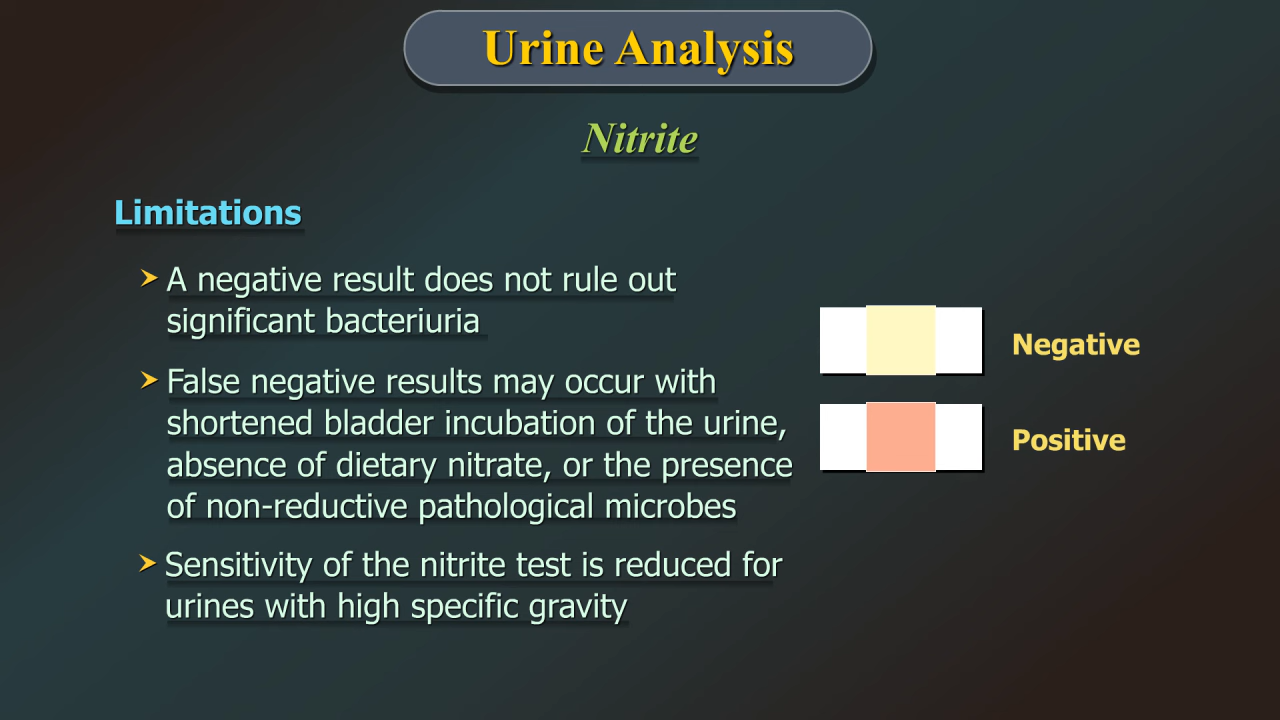 Urine Analysis
Nitrite
Limitations
A negative result does not rule out
significant bacteriuria
False negative results may occur with
shortened bladder incubation of the urine,
absence of dietary nitrate, or the presence
of non-reductive pathological microbes
Sensitivity of the nitrite test is reduced for
urines with high specific gravity
Negative
Positive